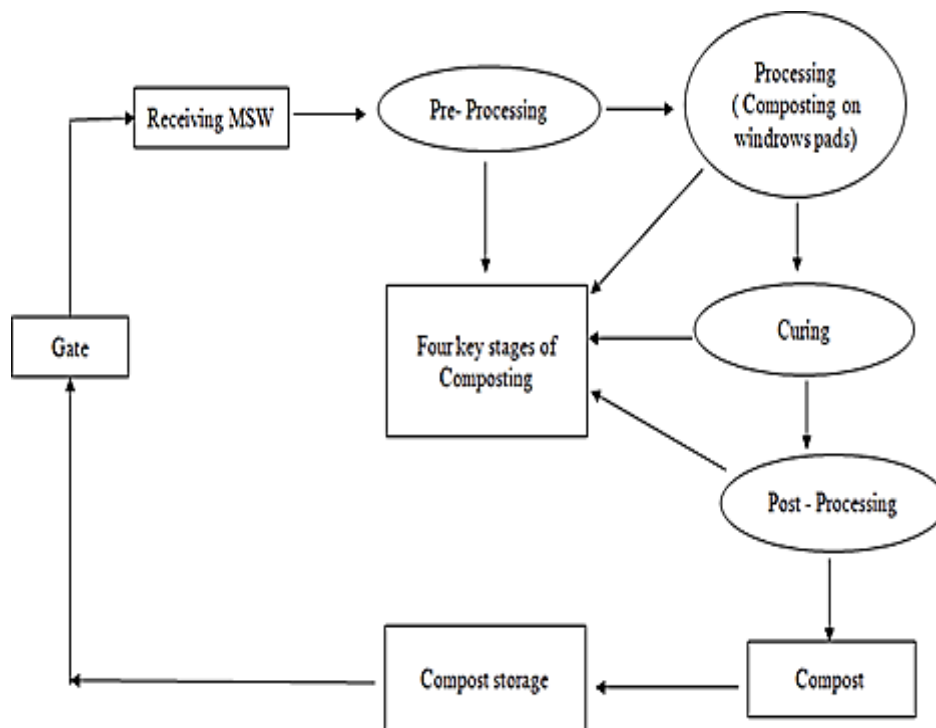 Receiving MSW
Pre- Processing
Processing
( Composting on
windrows pads)
Gate
Four key stages of
Composting
Curing
Post - Processing
Compost storage
Compost